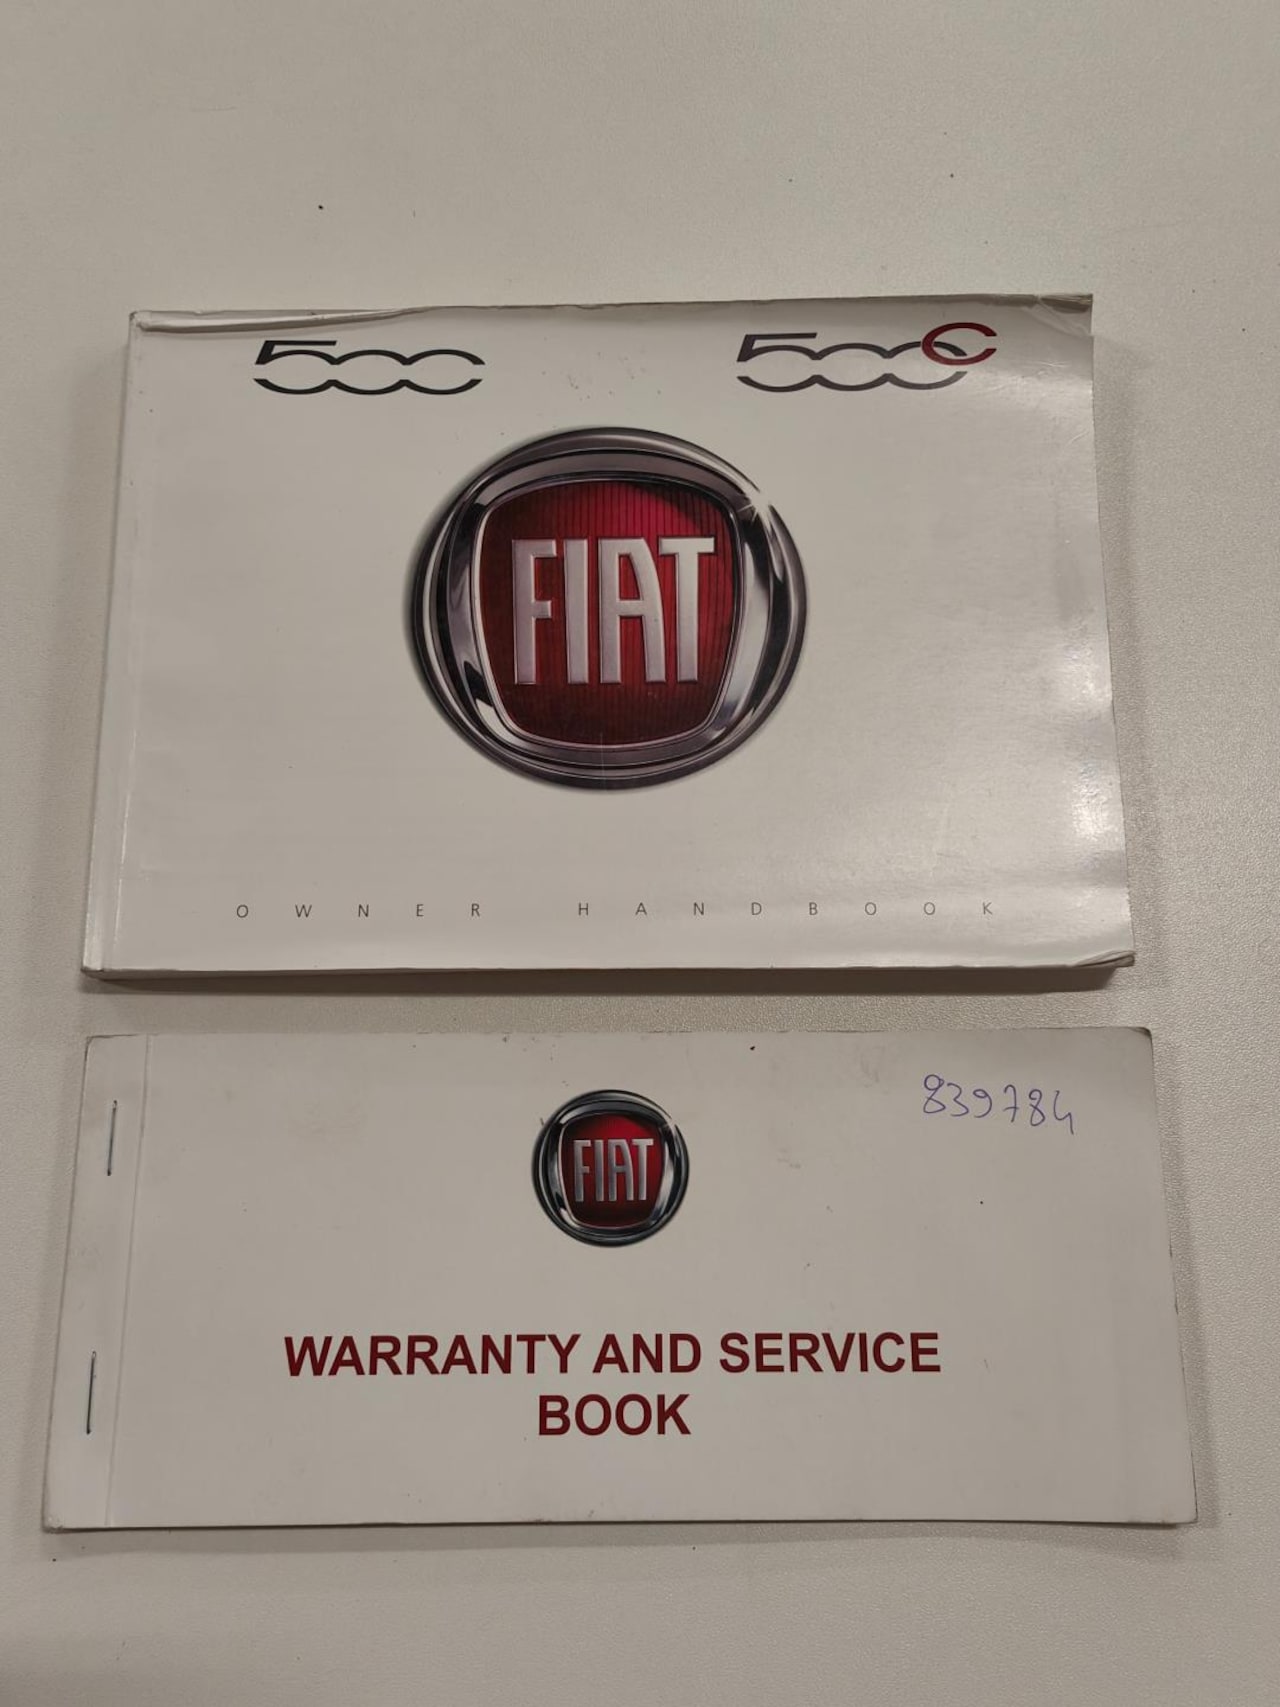 500 500C
FIAT
OWNER HANDBOOK
839784
FIAT
WARRANTY AND SERVICE
BOOK